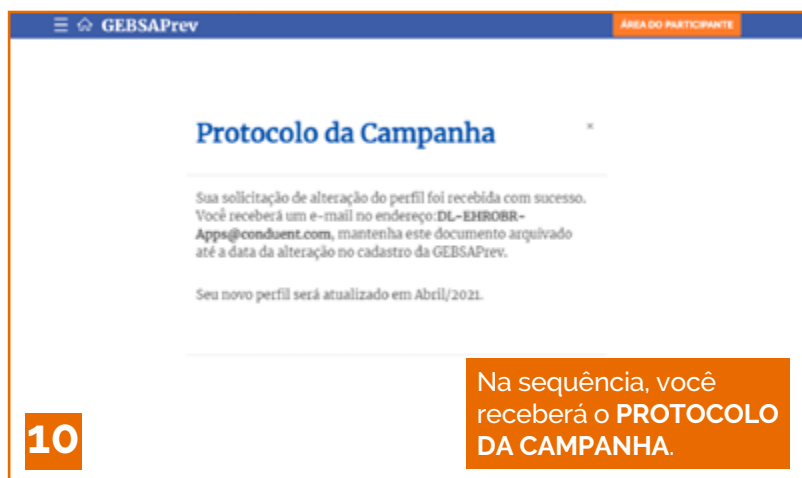 GEBSAPrev
ÁREA DO PARTICIPANTE
Protocolo da Campanha
×
Sua solicitação de alteração do perfil foi recebida com sucesso.
Você receberá um e-mail no endereço:DL-EHROBR-
Apps@conduent.com, mantenha este documento arquivado
até a data da alteração no cadastro da GEBSAPrev.
Seu novo perfil será atualizado em Abril/2021.
Na sequência, você
receberá o PROTOCOLO
DA CAMPANHA.
10